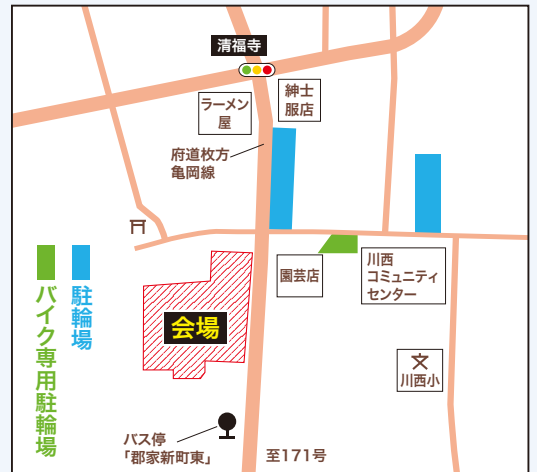 清福寺
紳士
服店
ラーメン
屋
府道枚方
亀岡線
園芸店
川西
コミュニティ
センター
駐輪場
バイク専用駐輪場
会場
文
川西小
バス停
「郡家新町東」
至171号